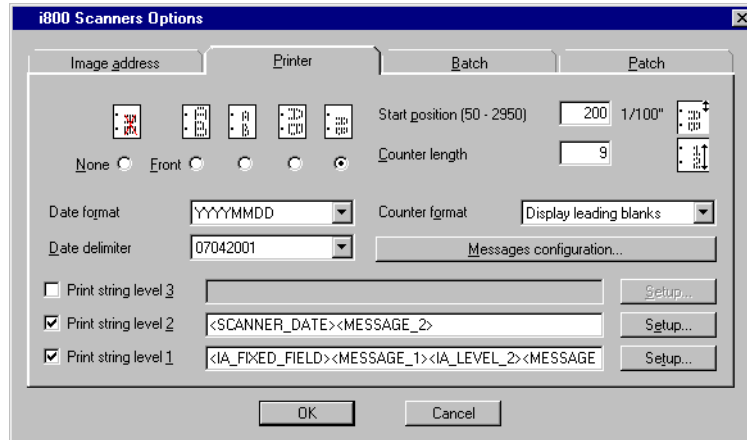 i800 Scanners Options
Image address Printer Batch Patch
Start position (50 - 2950) 200 1/100"
None Front Counter length 9
Date format YYYYMMDD Counter format Display leading blanks
Date delimiter 07042001 Messages configuration...
Print string level 3 Setup...
Print string level 2 <SCANNER_DATE><MESSAGE_2> Setup...
Print string level 1 <IA_FIXED_FIELD><MESSAGE_1><IA_LEVEL_2><MESSAGE Setup...
OK Cancel